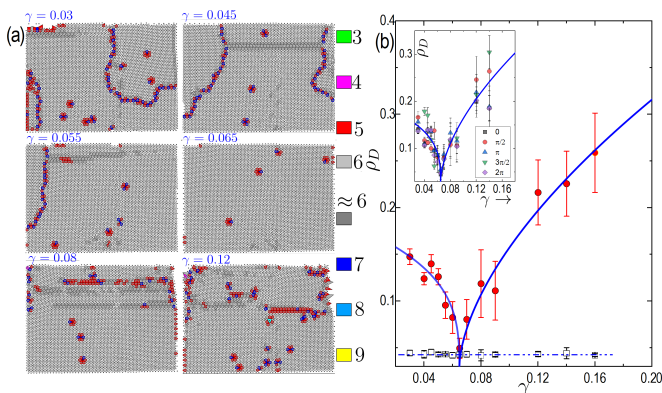 (a)
γ = 0.03
γ = 0.045
γ = 0.055
γ = 0.065
γ = 0.08
γ = 0.12
3
4
5
6
≈ 6
7
8
9
(b)
0.4
0.3
0.2
0.1
ρ_D
0.04 0.08 0.12 0.16 0.20
γ
ρ_D
0.3
0.2
0.1
0.04 0.08 0.12 0.16
γ →
0
π/2
π
3π/2
2π